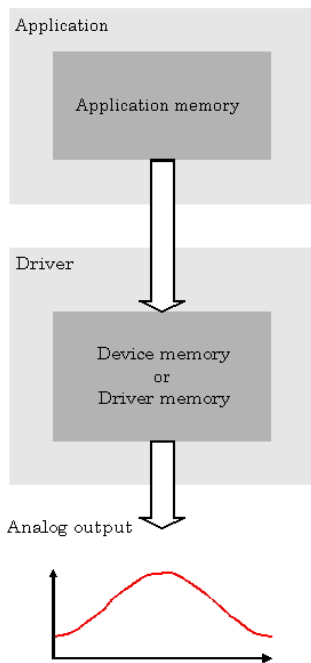 Application
Application memory
Driver
Device memory
or
Driver memory
Analog output